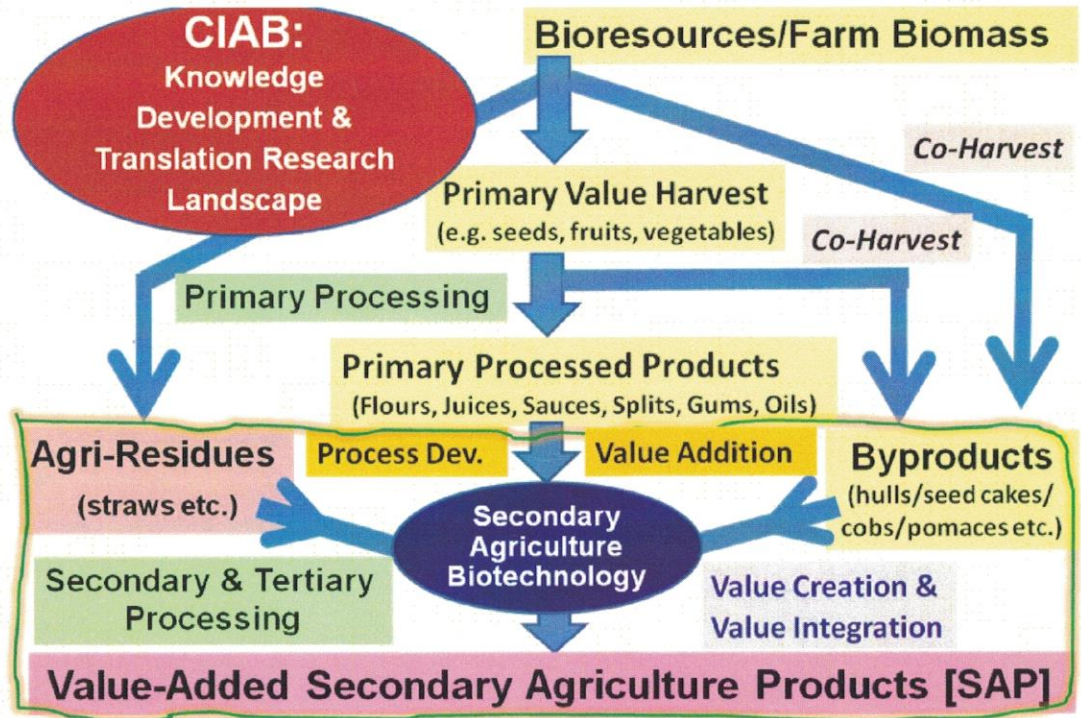 CIAB:
Knowledge
Development &
Translation Research
Landscape
Bioresources/Farm Biomass
Co-Harvest
Primary Value Harvest
(e.g. seeds, fruits, vegetables)
Co-Harvest
Primary Processing
Primary Processed Products
(Flours, Juices, Sauces, Splits, Gums, Oils)
Agri-Residues
(straws etc.)
Process Dev.
Value Addition
Byproducts
(hulls/seed cakes/
cobs/pomaces etc.)
Secondary
Agriculture
Biotechnology
Secondary & Tertiary
Processing
Value Creation &
Value Integration
Value-Added Secondary Agriculture Products [SAP]